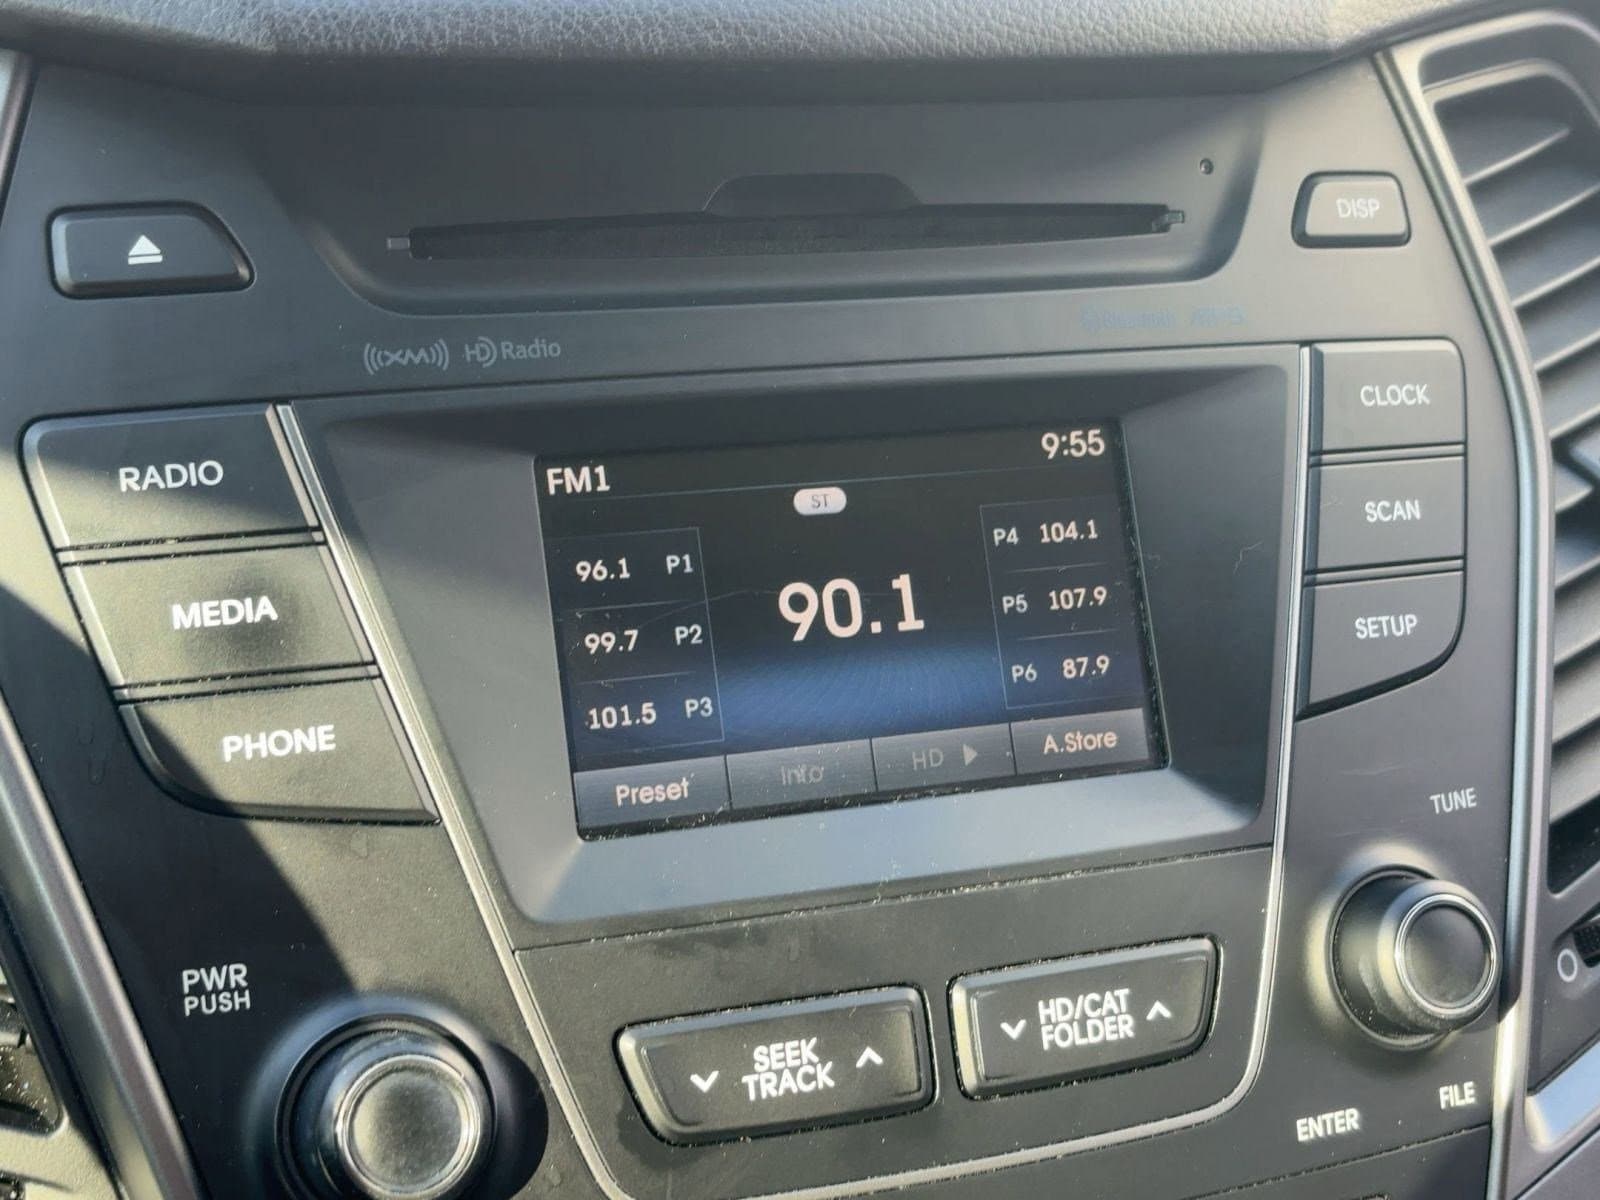 DISP
((XM)) HD Radio
Bluetooth
RADIO
MEDIA
PHONE
CLOCK
SCAN
SETUP
FM1 9:55
ST
96.1 P1
99.7 P2
101.5 P3
90.1
P4 104.1
P5 107.9
P6 87.9
Preset Info HD A.Store
TUNE
PWR
PUSH
SEEK
TRACK
HD/CAT
FOLDER
FILE
ENTER